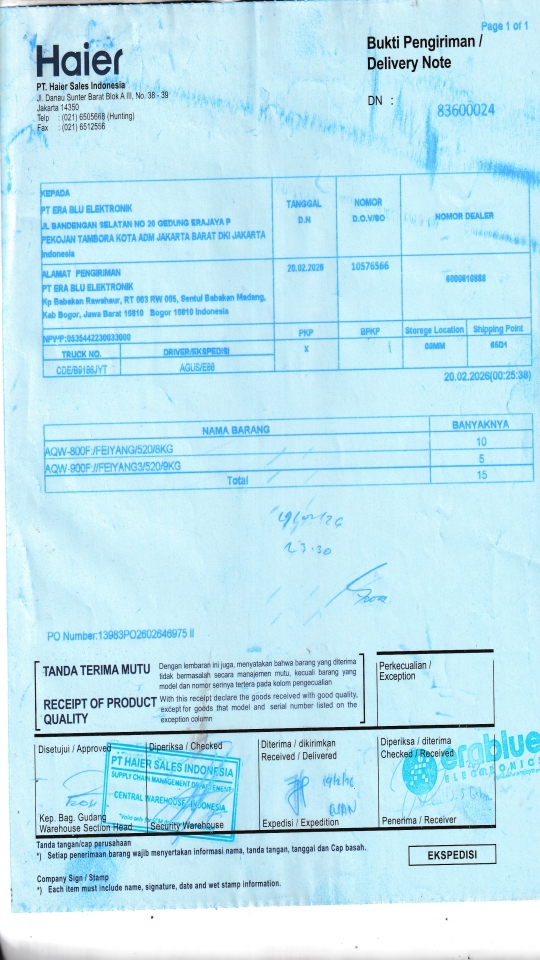 Page 1 of 1
Haier
Bukti Pengiriman /
Delivery Note
PT. Haier Sales Indonesia
Jl. Danau Sunter Barat Blok A III, No. 38 - 39
Jakarta 14350
Telp : (021) 6505668 (Hunting)
Fax : (021) 6512556
DN :
83600024
KEPADA
PT ERA BLU ELEKTRONIK
JL BANDENGAN SELATAN NO 20 GEDUNG ERAJAYA P
PEKOJAN TAMBORA KOTA ADM JAKARTA BARAT DKI JAKARTA
Indonesia
TANGGAL
D.N
NOMOR
D.O.V/SO
NOMOR DEALER
ALAMAT PENGIRIMAN
PT ERA BLU ELEKTRONIK
Kp Babakan Rawahaur, RT 003 RW 005, Sentul Babakan Madang,
Kab Bogor, Jawa Barat 16810 Bogor 16810 Indonesia
20.02.2026
10576566
NPWP:0535442230033000
PKP
BPKP
Storage Location
Shipping Point
TRUCK NO.
DRIVER/EKSPEDISI
X
00MM
65D1
CDE/B9186JYT
AGUS/E86
20.02.2026(00:25:38)
NAMA BARANG
BANYAKNYA
AQW-800F//FEIYANG/520/8KG
10
AQW-900F//FEIYANG3/520/9KG
5
Total
15
23.30
PO Number:13983PO2602646975 II
TANDA TERIMA MUTU
Dengan lembaran ini juga, menyatakan bahwa barang yang diterima
tidak bermasalah secara manajemen mutu, kecuali barang yang
model dan nomor serinya tertera pada kolom pengecualian
RECEIPT OF PRODUCT
QUALITY
With this receipt declare the goods received with good quality,
except for goods that model and serial number listed on the
exception column
Perkecualian /
Exception
Disetujui / Approved
Diperiksa / Checked
Diterima / dikirimkan
Received / Delivered
Diperiksa / diterima
Checked / Received
PT HAIER SALES INDONESIA
SUPPLY CHAIN MANAGEMENT DEPARTEMENT
CENTRAL WAREHOUSE INDONESIA.
erablue
ELECTRONICS
Kep. Bag. Gudang
Warehouse Section Head
Security Warehouse
Expedisi / Expedition
Penerima / Receiver
Tanda tangan/cap perusahaan
*) Setiap penerimaan barang wajib menyertakan informasi nama, tanda tangan, tanggal dan Cap basah.
EKSPEDISI
Company Sign / Stamp
*) Each item must include name, signature, date and wet stamp information.